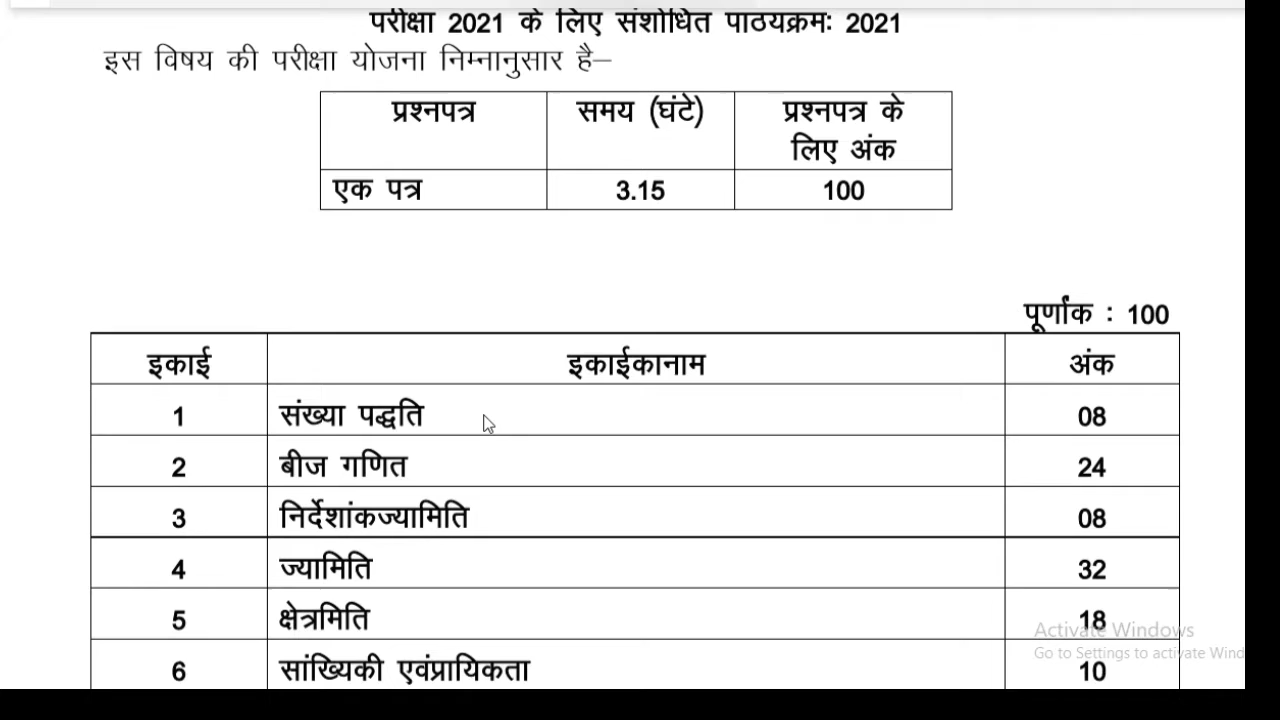 परीक्षा 2021 के लिए संशोधित पाठयक्रमः 2021
इस विषय की परीक्षा योजना निम्नानुसार है–
प्रश्नपत्र समय (घंटे) प्रश्नपत्र के
लिए अंक
एक पत्र 3.15 100
पूर्णांक : 100
इकाई इकाईकानाम अंक
1 संख्या पद्धति 08
2 बीज गणित 24
3 निर्देशांकज्यामिति 08
4 ज्यामिति 32
5 क्षेत्रमिति 18
Activate Windows
Go to Settings to activate Wind
6 सांख्यिकी एवंप्रायिकता 10